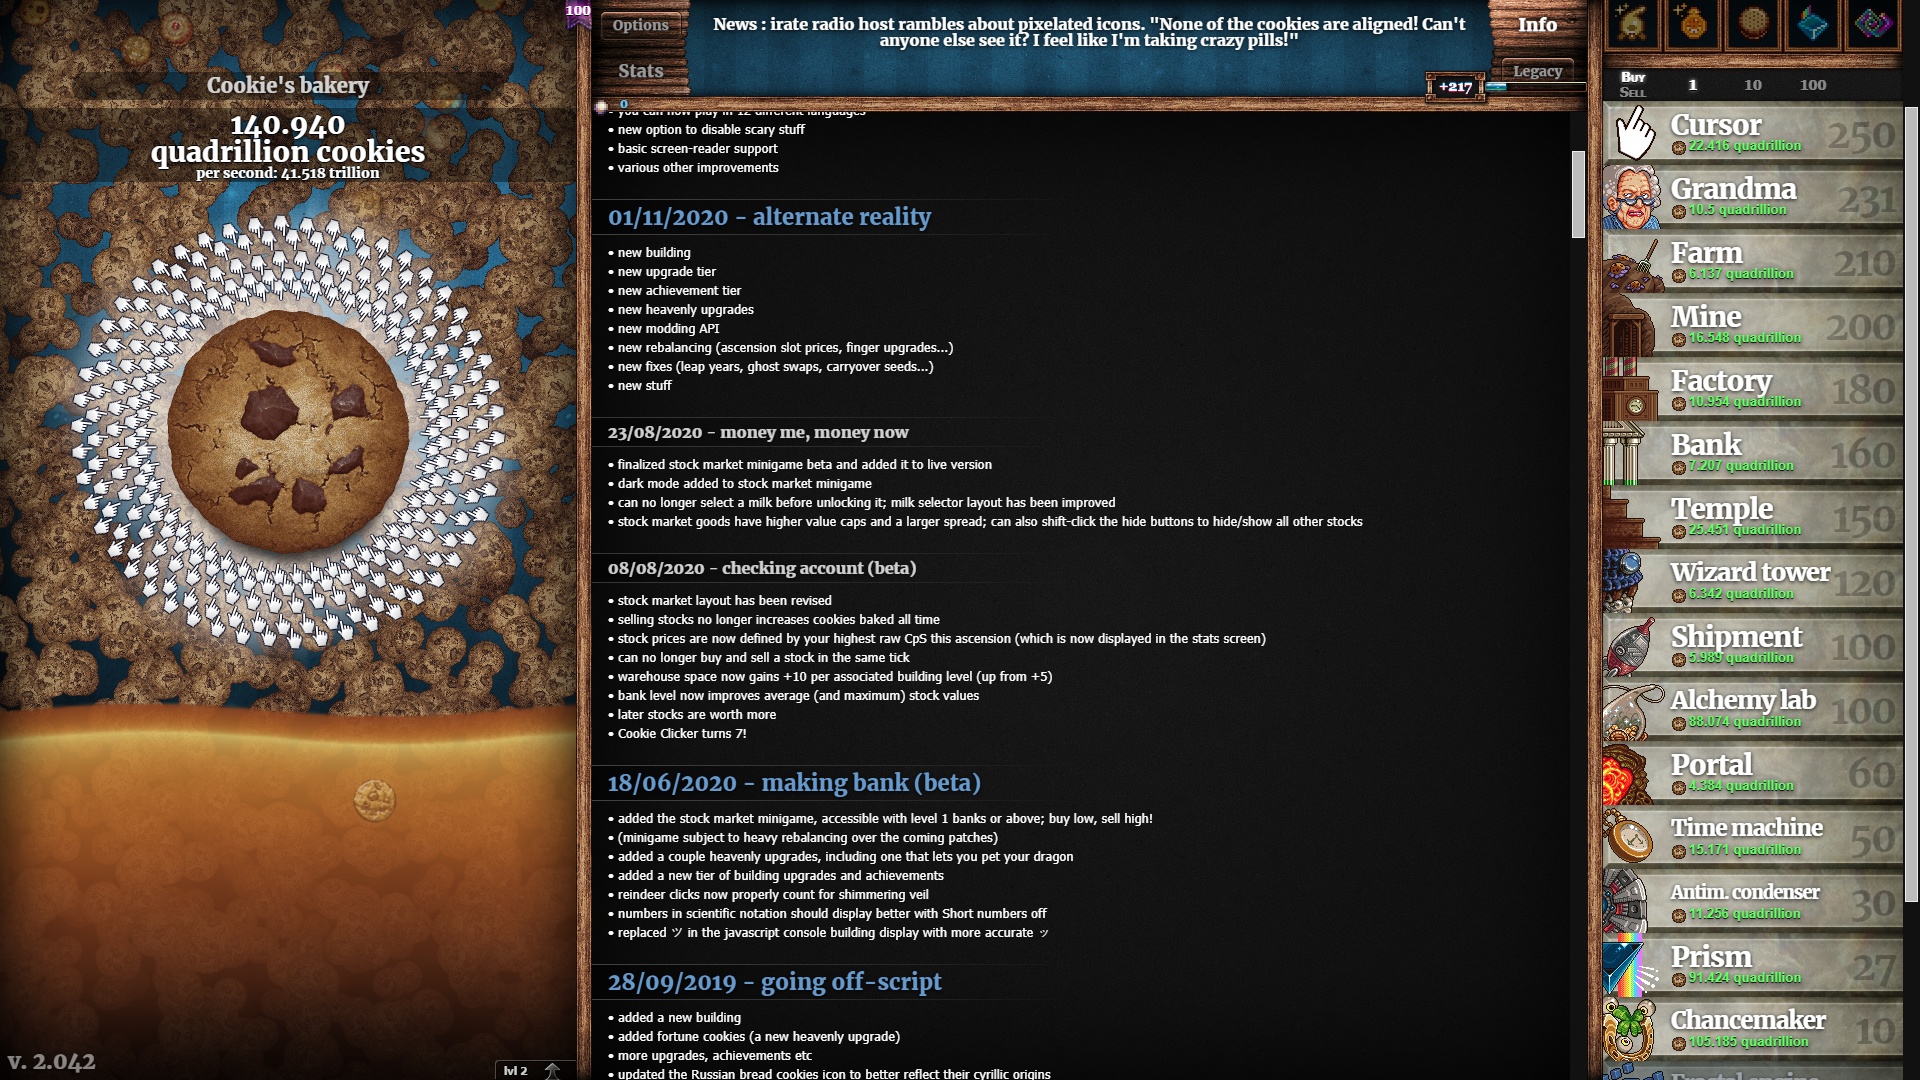 Cookie's bakery
140.940
quadrillion cookies
per second: 41.518 trillion
v. 2.042
lvl 2
100
Options
Stats
0
News : irate radio host rambles about pixelated icons. "None of the cookies are aligned! Can't
anyone else see it? I feel like I'm taking crazy pills!"
Info
Legacy
+217
• you can now play in 12 different languages
• new option to disable scary stuff
• basic screen-reader support
• various other improvements
01/11/2020 - alternate reality
• new building
• new upgrade tier
• new achievement tier
• new heavenly upgrades
• new modding API
• new rebalancing (ascension slot prices, finger upgrades...)
• new fixes (leap years, ghost swaps, carryover seeds...)
• new stuff
23/08/2020 - money me, money now
• finalized stock market minigame beta and added it to live version
• dark mode added to stock market minigame
• can no longer select a milk before unlocking it; milk selector layout has been improved
• stock market goods have higher value caps and a larger spread; can also shift-click the hide buttons to hide/show all other stocks
08/08/2020 - checking account (beta)
• stock market layout has been revised
• selling stocks no longer increases cookies baked all time
• stock prices are now defined by your highest raw CpS this ascension (which is now displayed in the stats screen)
• can no longer buy and sell a stock in the same tick
• warehouse space now gains +10 per associated building level (up from +5)
• bank level now improves average (and maximum) stock values
• later stocks are worth more
• Cookie Clicker turns 7!
18/06/2020 - making bank (beta)
• added the stock market minigame, accessible with level 1 banks or above; buy low, sell high!
• (minigame subject to heavy rebalancing over the coming patches)
• added a couple heavenly upgrades, including one that lets you pet your dragon
• added a new tier of building upgrades and achievements
• reindeer clicks now properly count for shimmering veil
• numbers in scientific notation should display better with Short numbers off
• replaced ツ in the javascript console building display with more accurate ッ
28/09/2019 - going off-script
• added a new building
• added fortune cookies (a new heavenly upgrade)
• more upgrades, achievements etc
• updated the Russian bread cookies icon to better reflect their cyrillic origins
Buy
Sell
1 10 100
Cursor
22.416 quadrillion
250
Grandma
10.5 quadrillion
231
Farm
6.137 quadrillion
210
Mine
16.548 quadrillion
200
Factory
10.954 quadrillion
180
Bank
7.207 quadrillion
160
Temple
25.451 quadrillion
150
Wizard tower
6.342 quadrillion
120
Shipment
5.989 quadrillion
100
Alchemy lab
88.074 quadrillion
100
Portal
4.384 quadrillion
60
Time machine
15.171 quadrillion
50
Antim. condenser
11.256 quadrillion
30
Prism
91.424 quadrillion
27
Chancemaker
105.185 quadrillion
10
Fractal engine